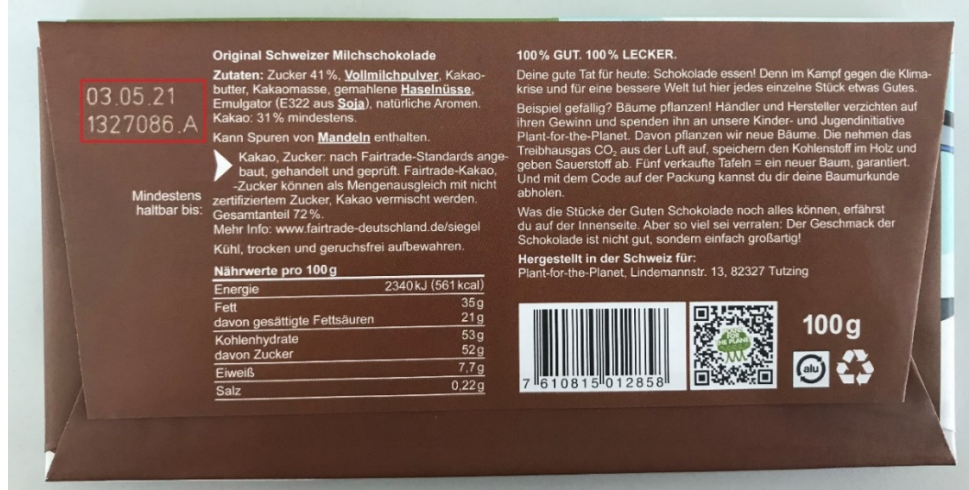 03.05.21
1327086.A
Mindestens
haltbar bis:
Original Schweizer Milchschokolade
Zutaten: Zucker 41%, Vollmilchpulver, Kakao-
butter, Kakaomasse, gemahlene Haselnüsse,
Emulgator (E322 aus Soja), natürliche Aromen.
Kakao: 31% mindestens.
Kann Spuren von Mandeln enthalten.
Kakao, Zucker: nach Fairtrade-Standards ange-
baut, gehandelt und geprüft. Fairtrade-Kakao,
-Zucker können als Mengenausgleich mit nicht
zertifiziertem Zucker, Kakao vermischt werden.
Gesamtanteil 72%.
Mehr Info: www.fairtrade-deutschland.de/siegel
Kühl, trocken und geruchsfrei aufbewahren.
Nährwerte pro 100g
Energie 2340kJ (561kcal)
Fett 35g
davon gesättigte Fettsäuren 21g
Kohlenhydrate 53g
davon Zucker 52g
Eiweiß 7,7g
Salz 0,22g
100% GUT. 100% LECKER.
Deine gute Tat für heute: Schokolade essen! Denn im Kampf gegen die Klima-
krise und für eine bessere Welt tut hier jedes einzelne Stück etwas Gutes.
Beispiel gefällig? Bäume pflanzen! Händler und Hersteller verzichten auf
ihren Gewinn und spenden ihn an unsere Kinder- und Jugendinitiative
Plant-for-the-Planet. Davon pflanzen wir neue Bäume. Die nehmen das
Treibhausgas CO₂ aus der Luft auf, speichern den Kohlenstoff im Holz und
geben Sauerstoff ab. Fünf verkaufte Tafeln = ein neuer Baum, garantiert.
Und mit dem Code auf der Packung kannst du dir deine Baumurkunde
abholen.
Was die Stücke der Guten Schokolade noch alles können, erfährst
du auf der Innenseite. Aber so viel sei verraten: Der Geschmack der
Schokolade ist nicht gut, sondern einfach großartig!
Hergestellt in der Schweiz für:
Plant-for-the-Planet, Lindemannstr. 13, 82327 Tutzing
7 610815 012858
100g
alu